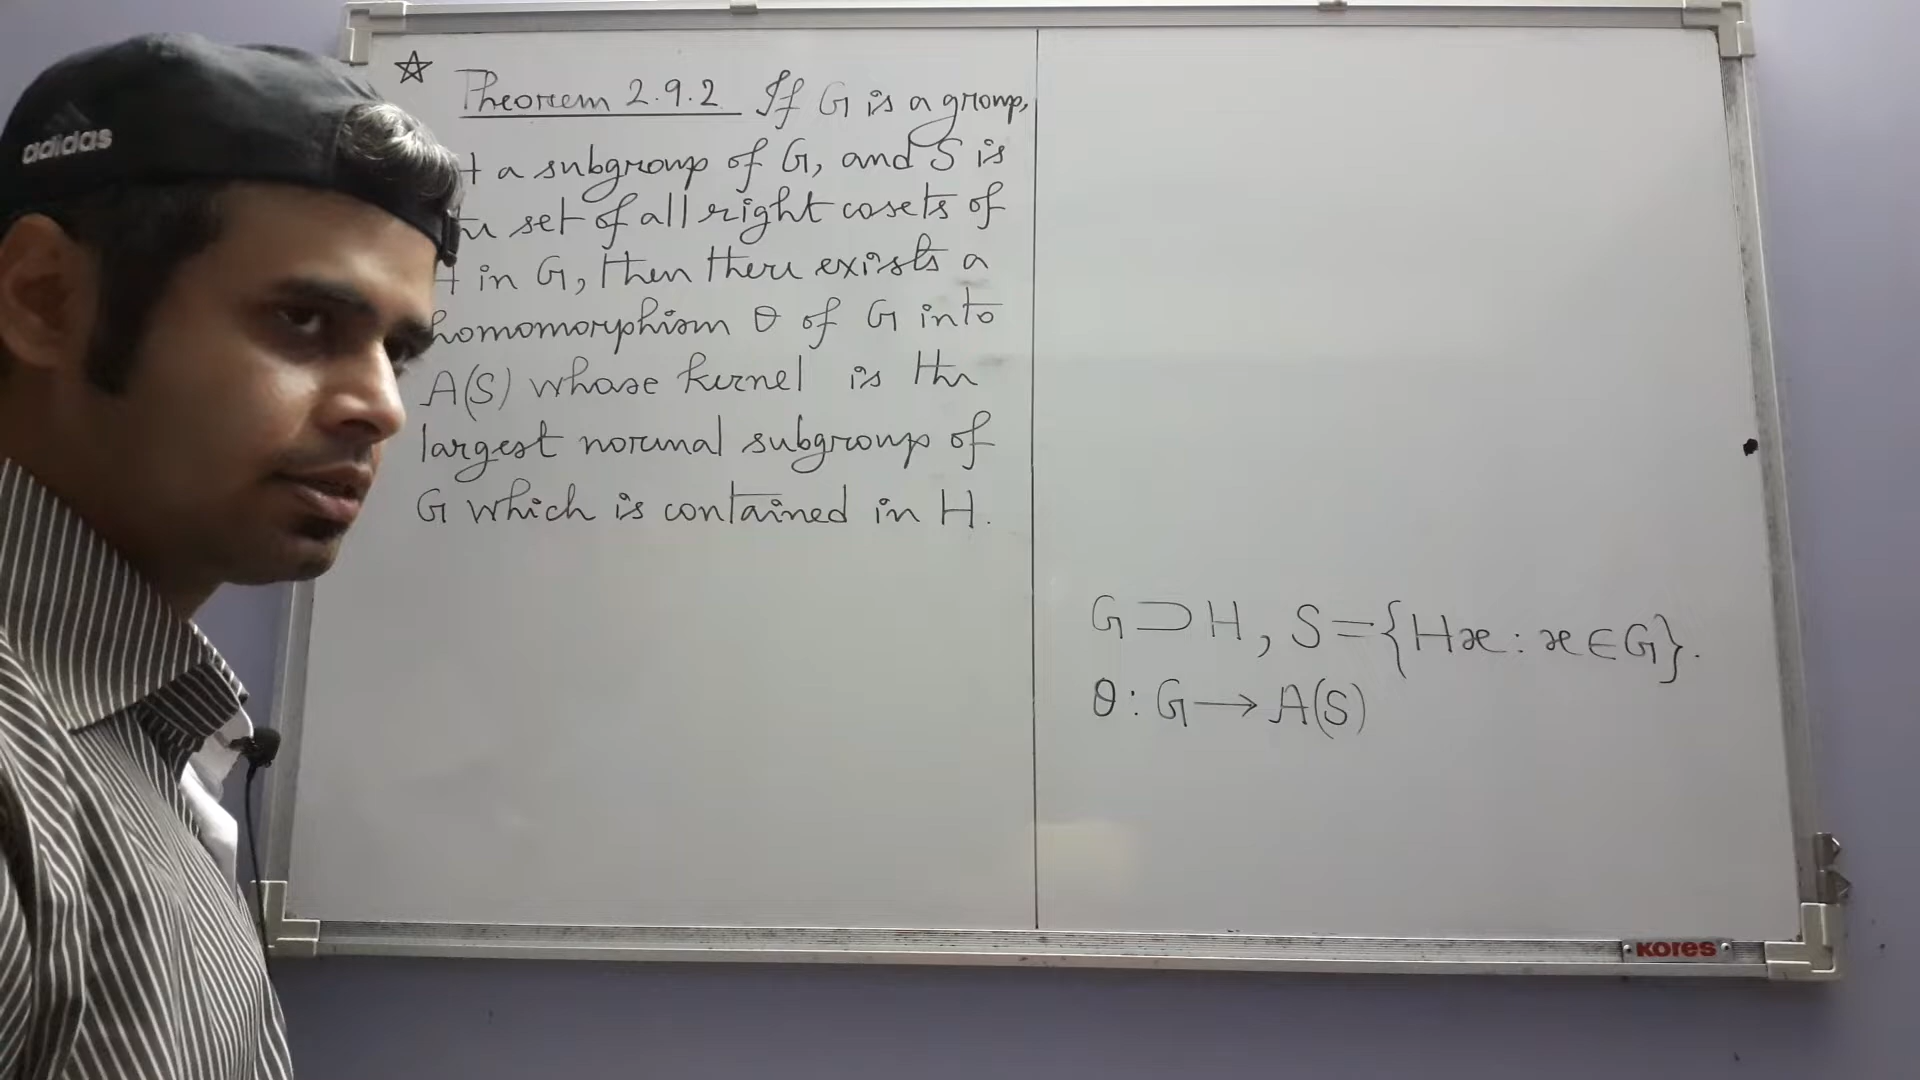 adidas
☆ Theorem 2.9.2 If G is a group,
a subgroup of G, and S is
set of all right cosets of
in G, then there exists a
homomorphism θ of G into
A(S) whose kernel is the
largest normal subgroup of
G which is contained in H.
G⊃H, S={Hx : x∈G}.
θ : G→A(S)
KORES